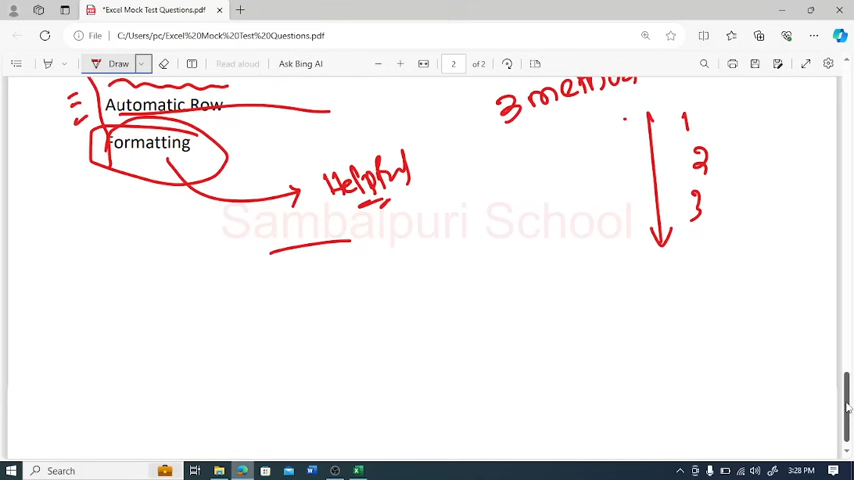 *Excel Mock Test Questions.pdf
File
C:/Users/pc/Excel%20Mock%20Test%20Questions.pdf
Draw
Read aloud
Ask Bing AI
2
of 2
3
Automatic Row
1
Formatting
2
Helpful
3
Sambalpuri School
Search
3:28 PM